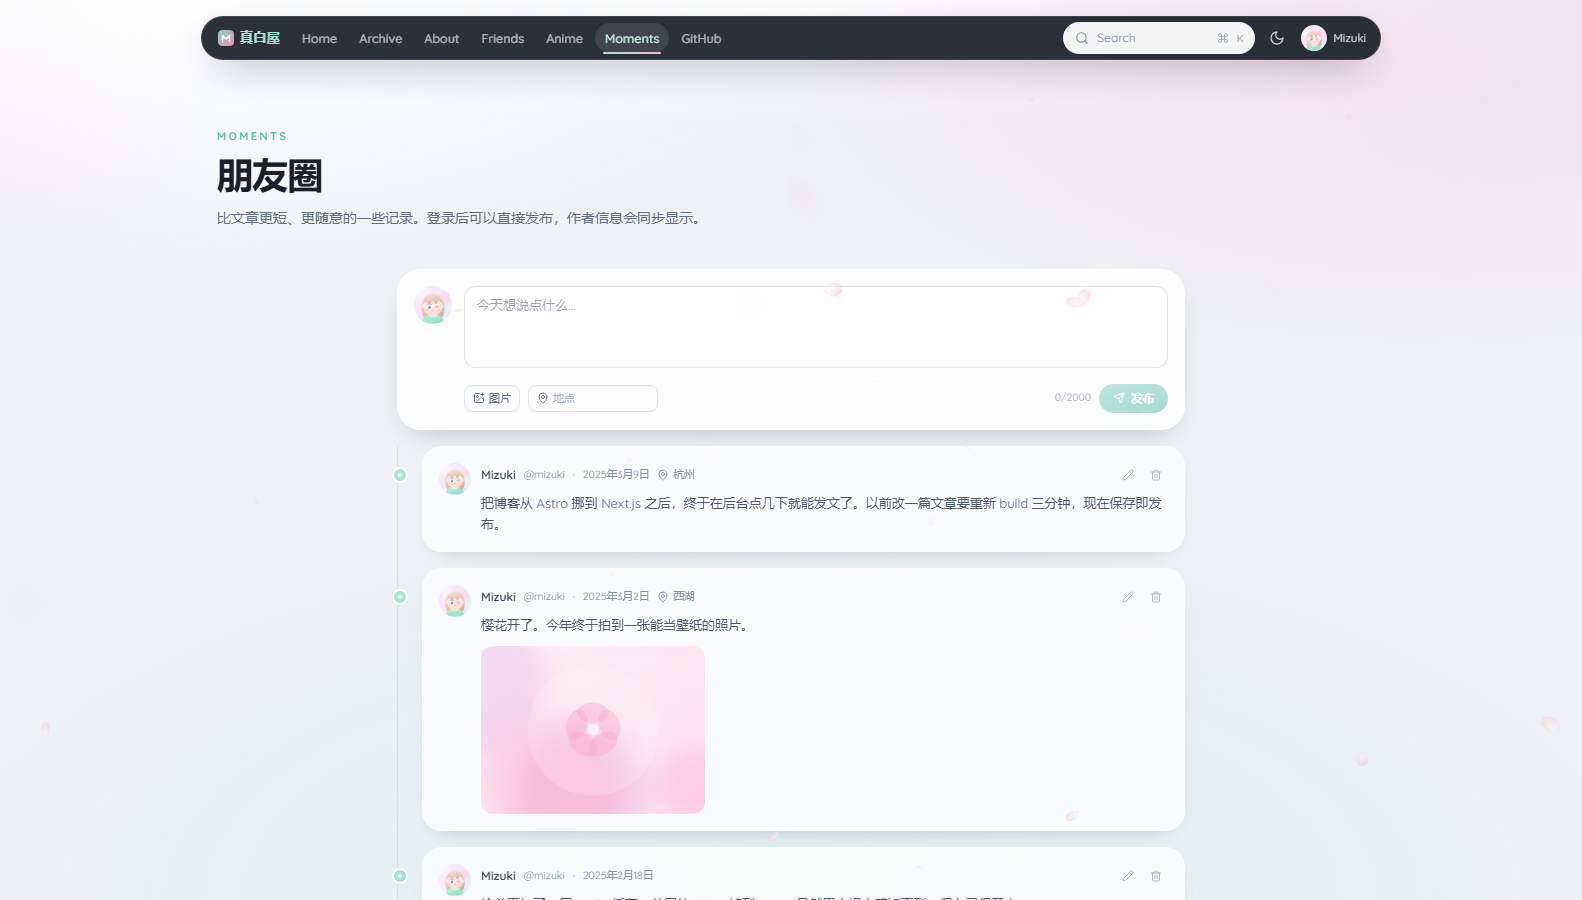 真白屋 Home Archive About Friends Anime Moments GitHub Search ⌘ K Mizuki
MOMENTS
朋友圈
比文章更短、更随意的一些记录。登录后可以直接发布，作者信息会同步显示。
今天想说点什么...
图片 地点 0/2000 发布
Mizuki @mizuki · 2025年3月9日 杭州
把博客从 Astro 挪到 Next.js 之后，终于在后台点几下就能发文了。以前改一篇文章要重新 build 三分钟，现在保存即发
布。
Mizuki @mizuki · 2025年3月2日 西湖
樱花开了。今年终于拍到一张能当壁纸的照片。
Mizuki @mizuki · 2025年2月18日